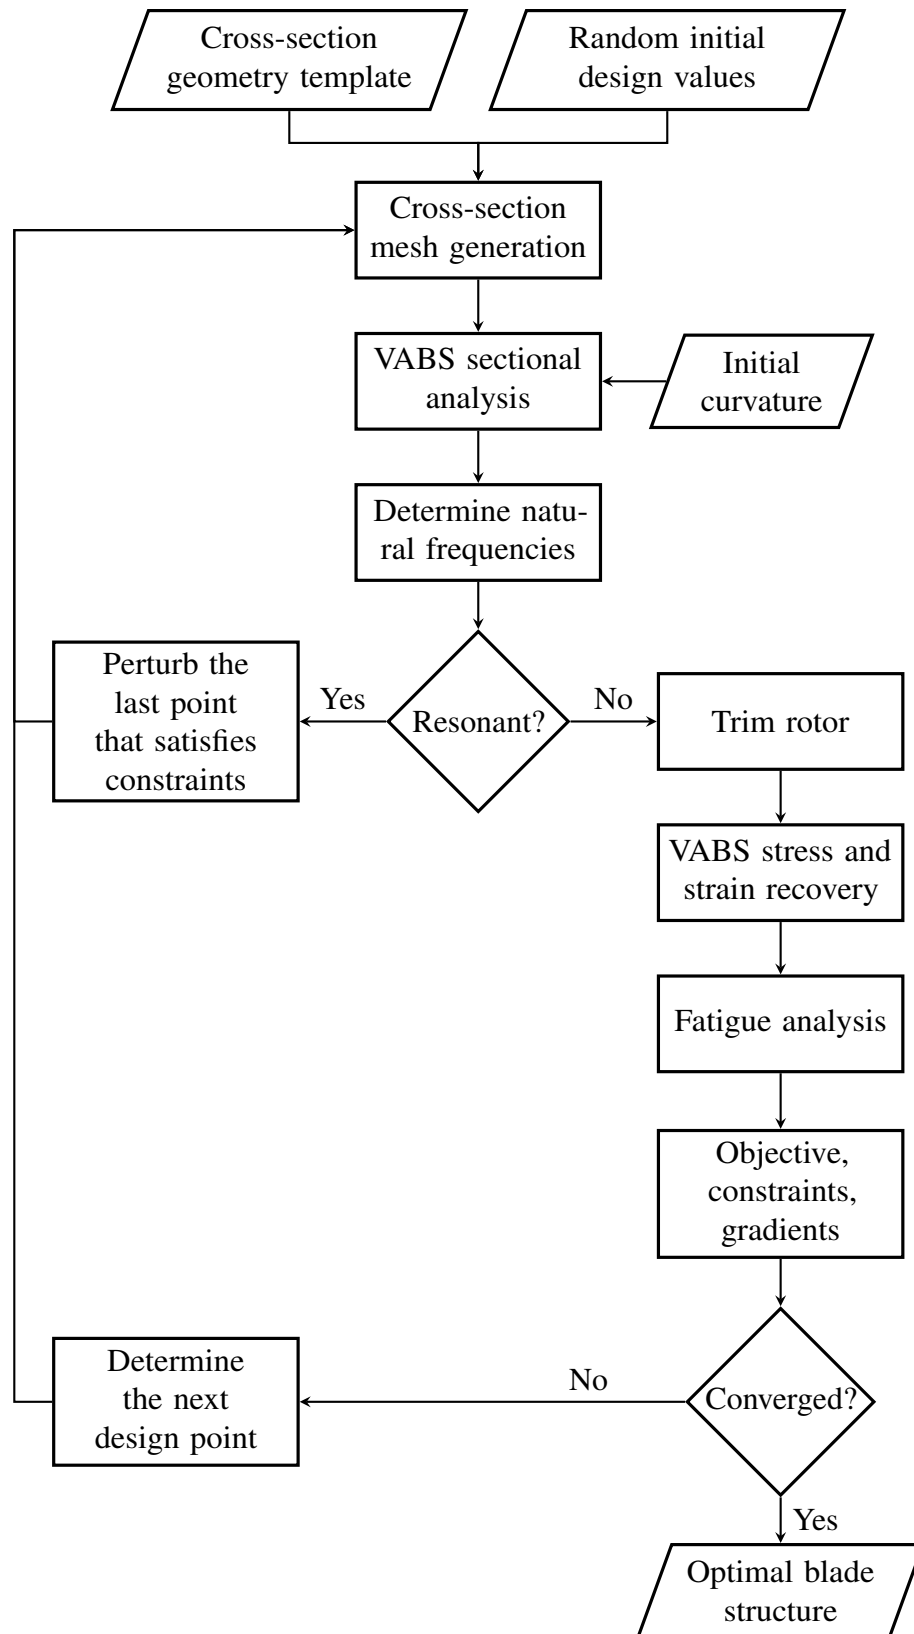 Cross-section
geometry template
Random initial
design values
Cross-section
mesh generation
VABS sectional
analysis
Initial
curvature
Determine natu-
ral frequencies
Perturb the
last point
that satisfies
constraints
Yes
Resonant?
No
Trim rotor
VABS stress and
strain recovery
Fatigue analysis
Objective,
constraints,
gradients
Determine
the next
design point
No
Converged?
Yes
Optimal blade
structure